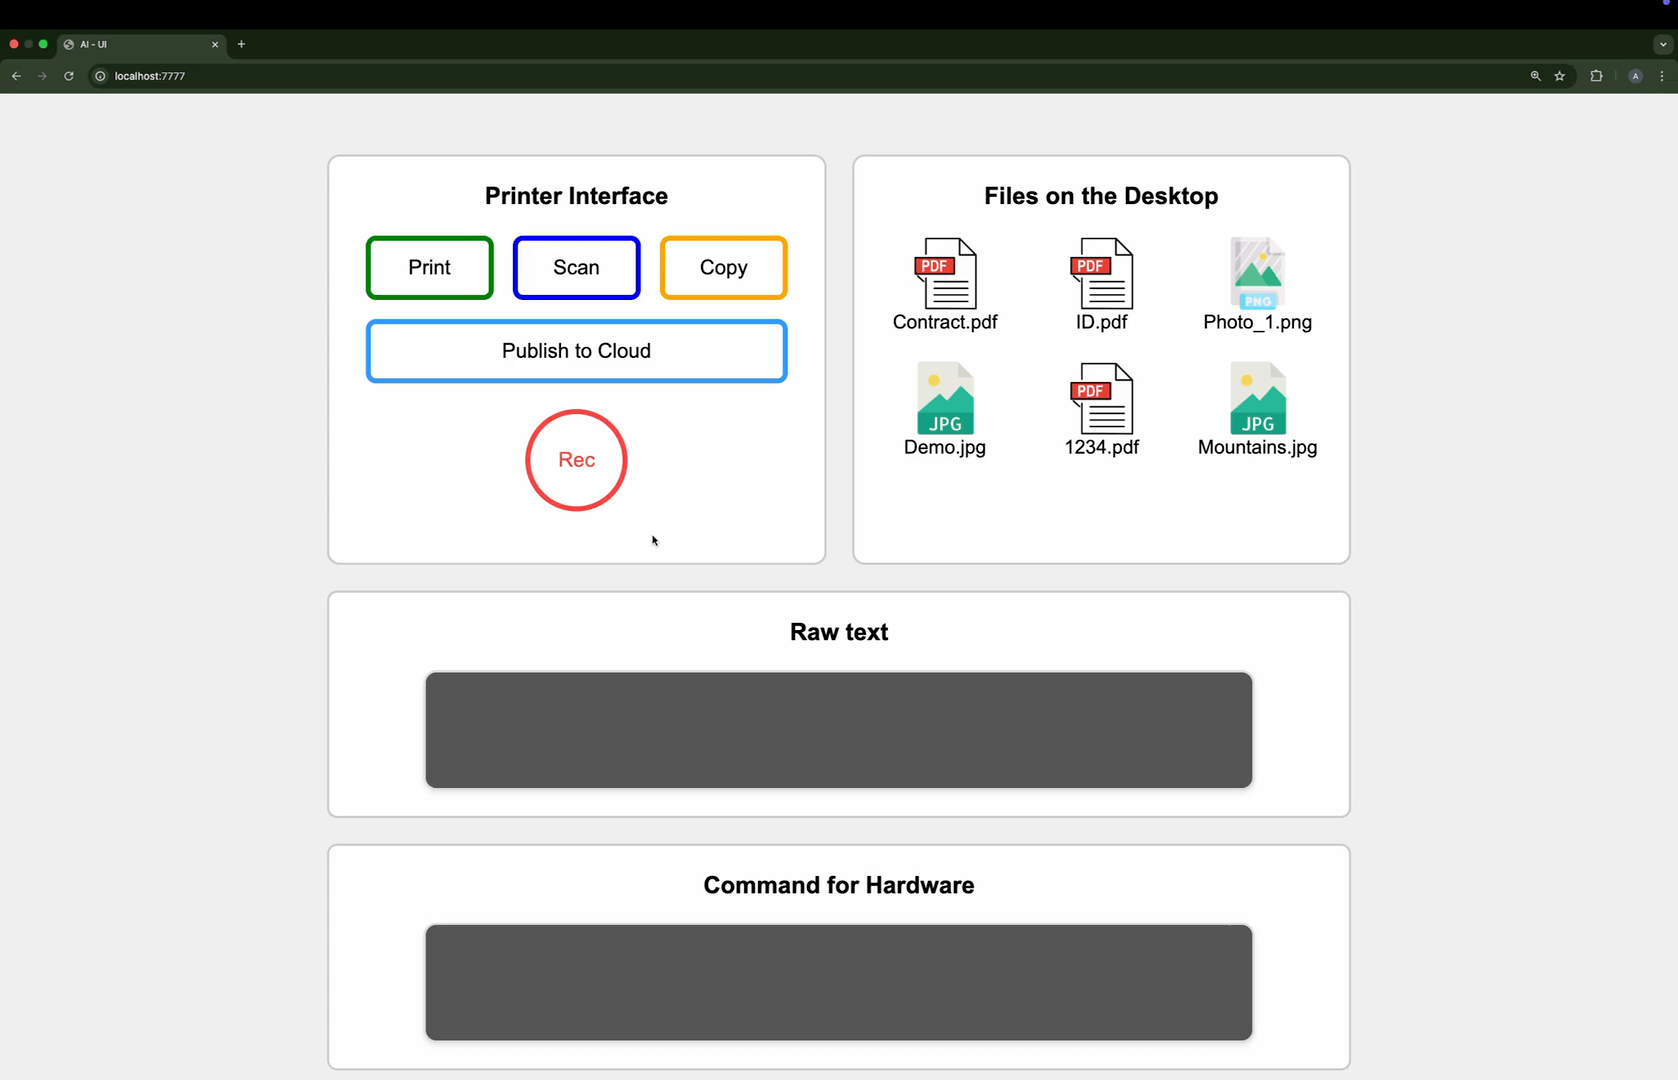 AI - UI
localhost:7777
A
Printer Interface
Print
Scan
Copy
Publish to Cloud
Rec
Files on the Desktop
PDF
PDF
PNG
Contract.pdf
ID.pdf
Photo_1.png
JPG
PDF
JPG
Demo.jpg
1234.pdf
Mountains.jpg
Raw text
Command for Hardware